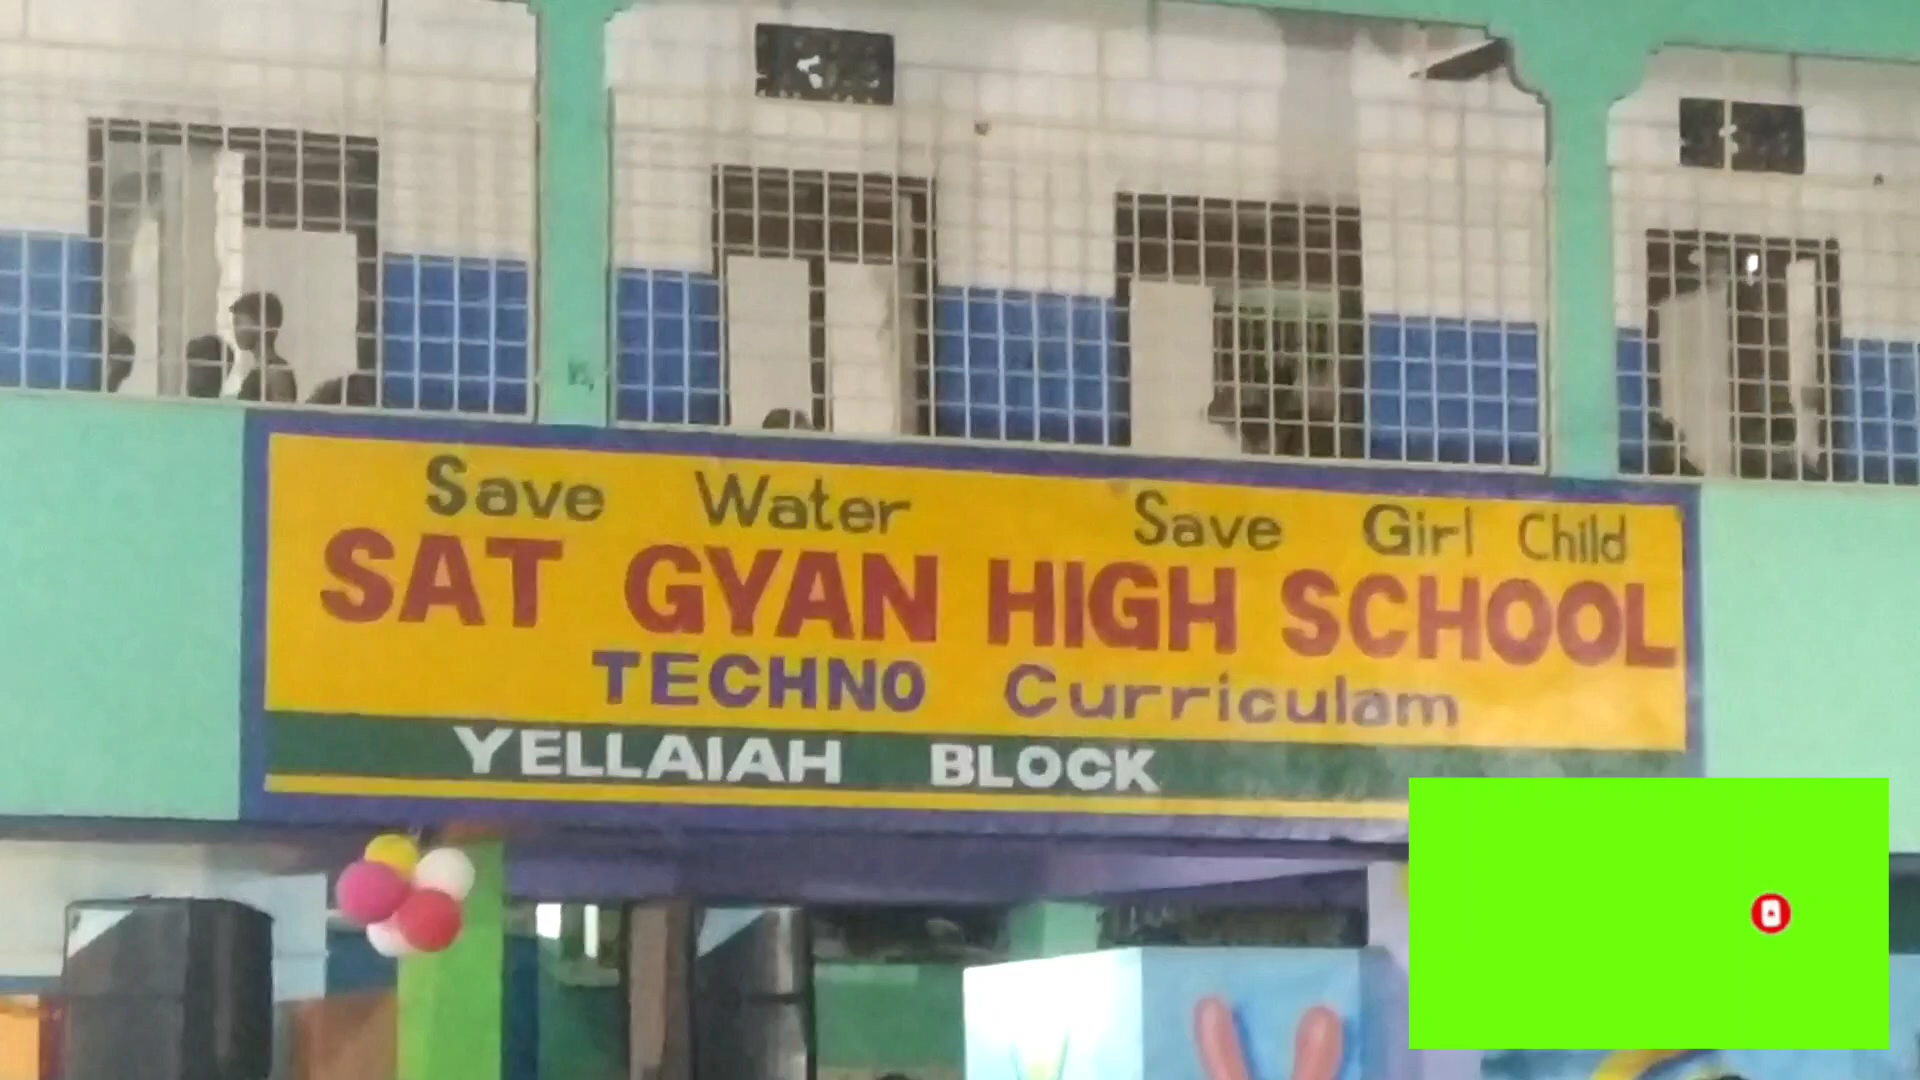 Save Water Save Girl Child
SAT GYAN HIGH SCHOOL
TECHNO Curriculam
YELLAIAH BLOCK